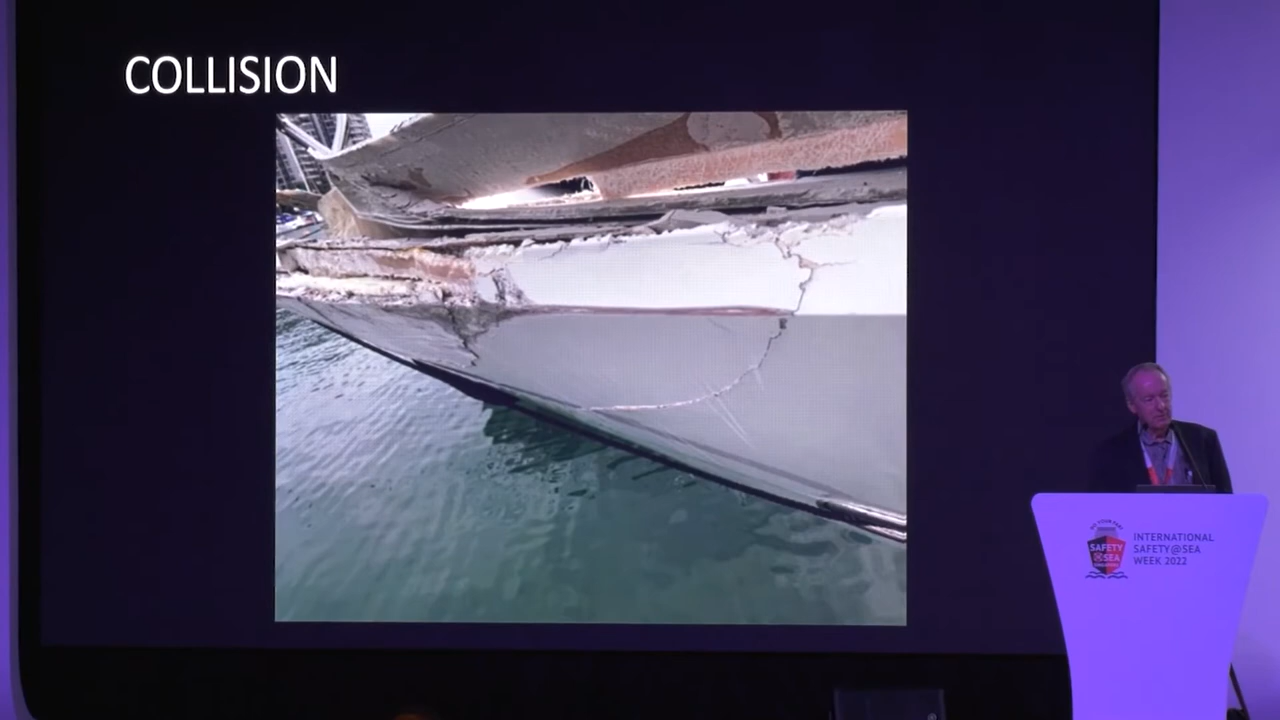 COLLISION
SAFETY
@SEA
INTERNATIONAL
SAFETY@SEA
WEEK 2022